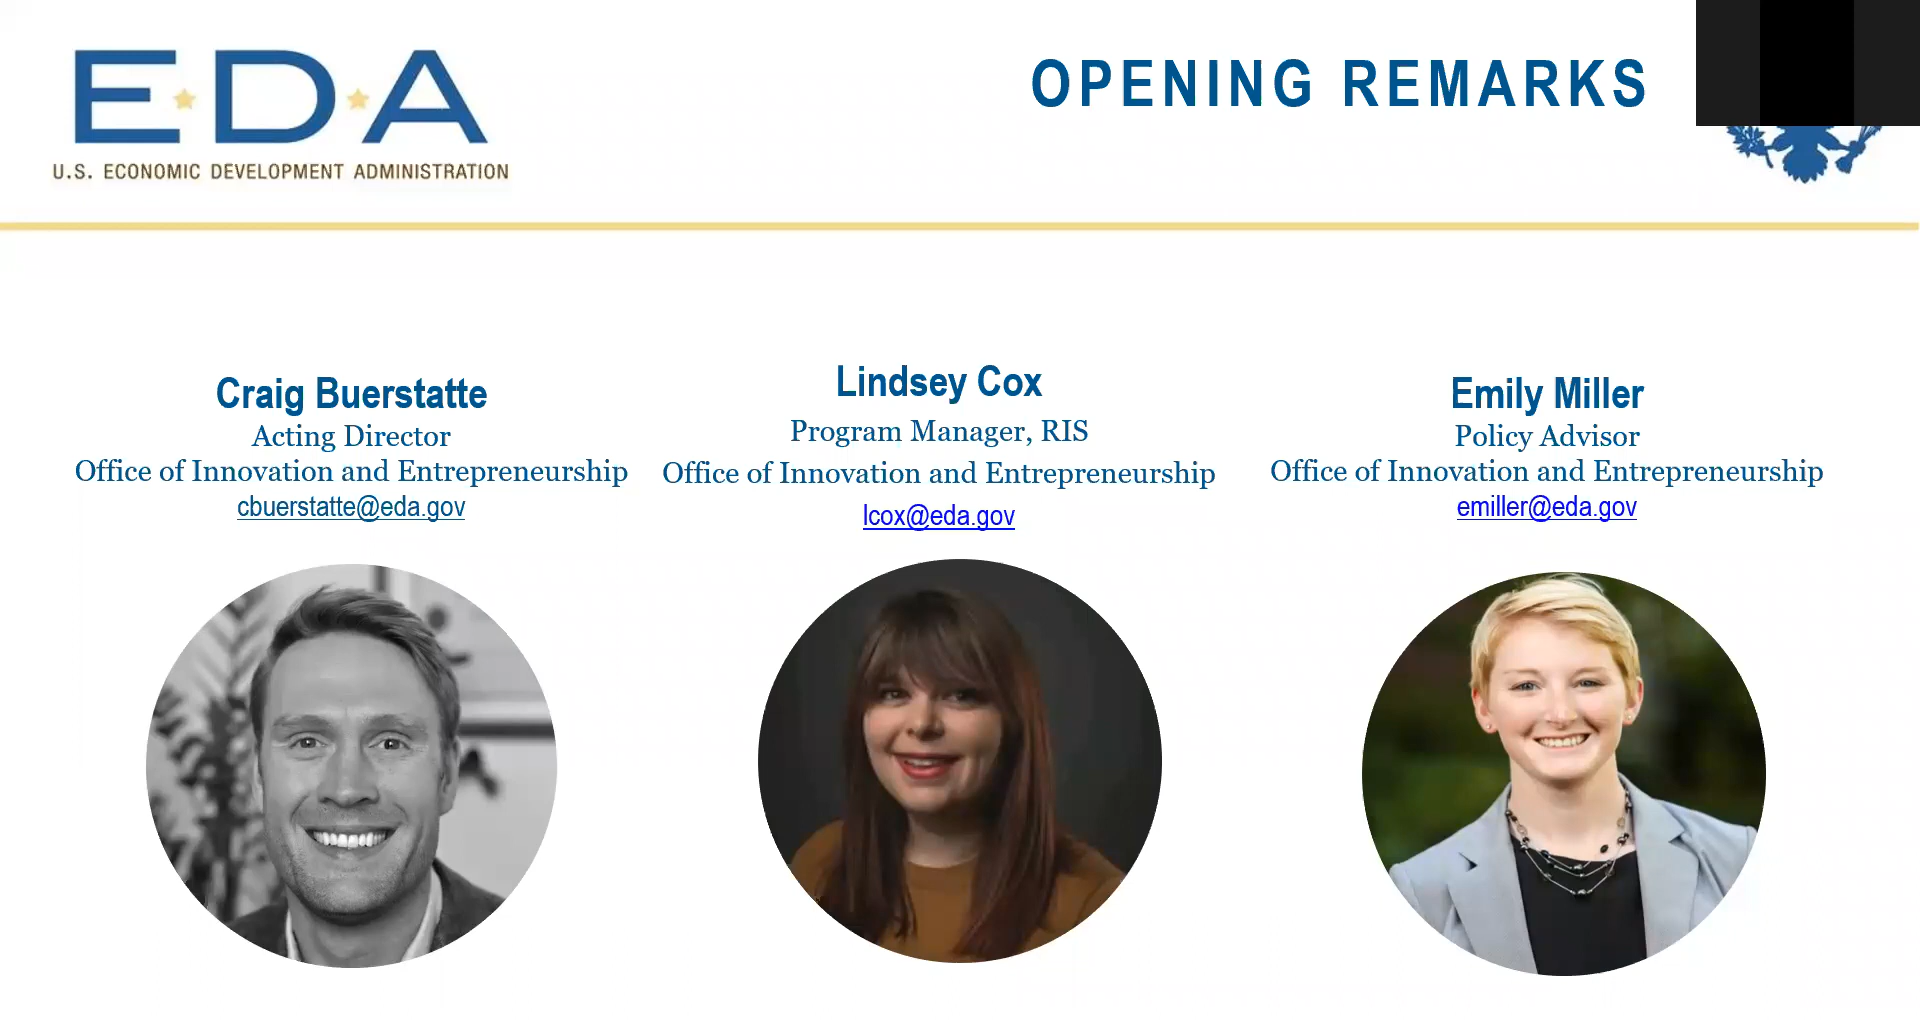 E★D★A
U.S. ECONOMIC DEVELOPMENT ADMINISTRATION
OPENING REMARKS
Craig Buerstatte
Acting Director
Office of Innovation and Entrepreneurship
cbuerstatte@eda.gov
Lindsey Cox
Program Manager, RIS
Office of Innovation and Entrepreneurship
lcox@eda.gov
Emily Miller
Policy Advisor
Office of Innovation and Entrepreneurship
emiller@eda.gov